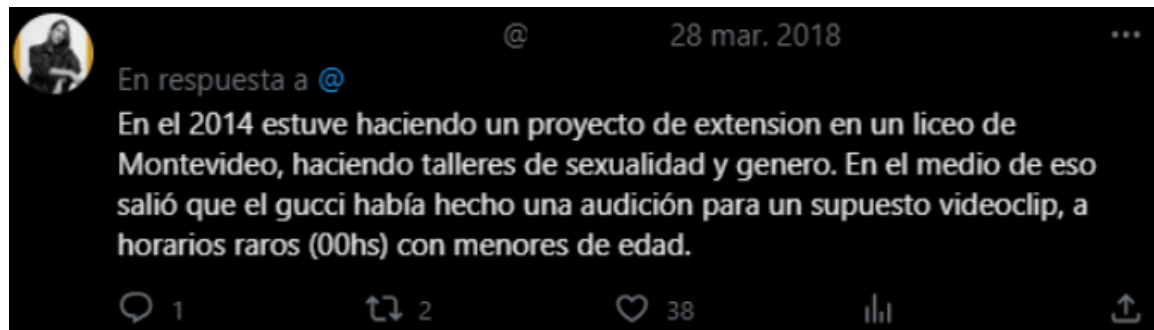 @ 28 mar. 2018 ...
En respuesta a @
En el 2014 estuve haciendo un proyecto de extension en un liceo de
Montevideo, haciendo talleres de sexualidad y genero. En el medio de eso
salió que el gucci había hecho una audición para un supuesto videoclip, a
horarios raros (00hs) con menores de edad.
1 2 38